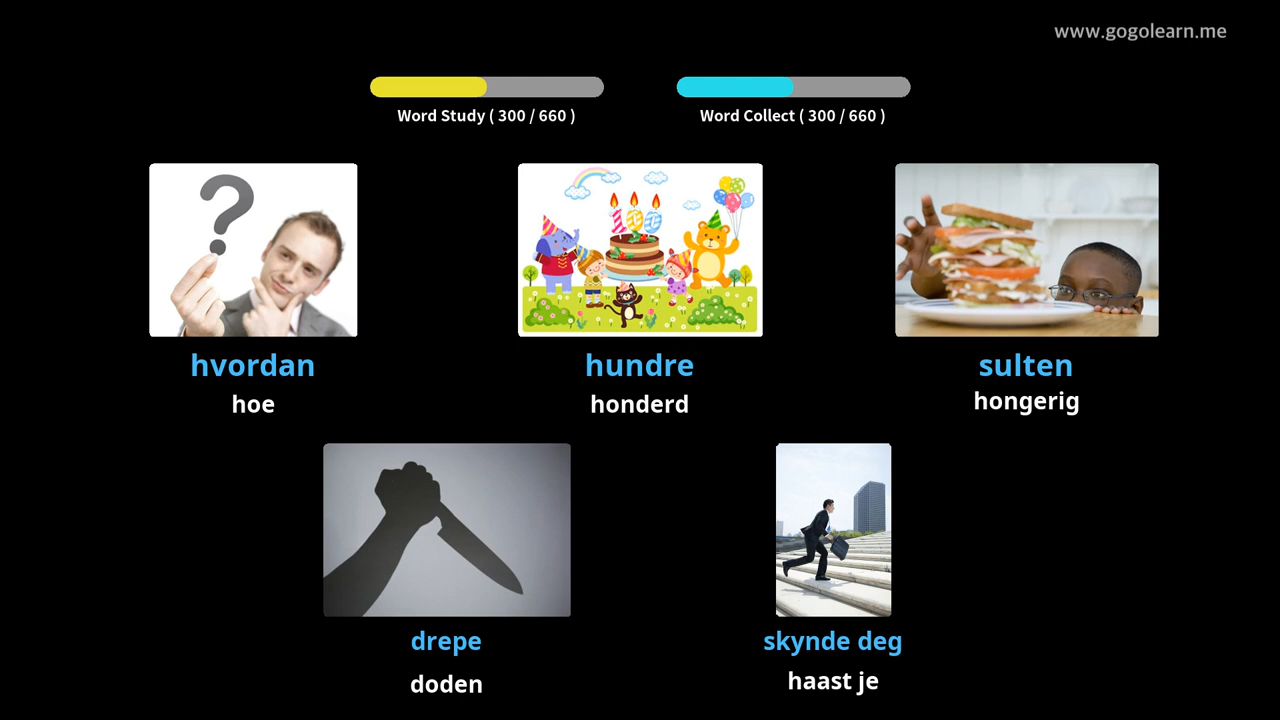 www.gogolearn.me
Word Study ( 300 / 660 )
Word Collect ( 300 / 660 )
100
hvordan
hundre
sulten
hoe
honderd
hongerig
drepe
skynde deg
doden
haast je